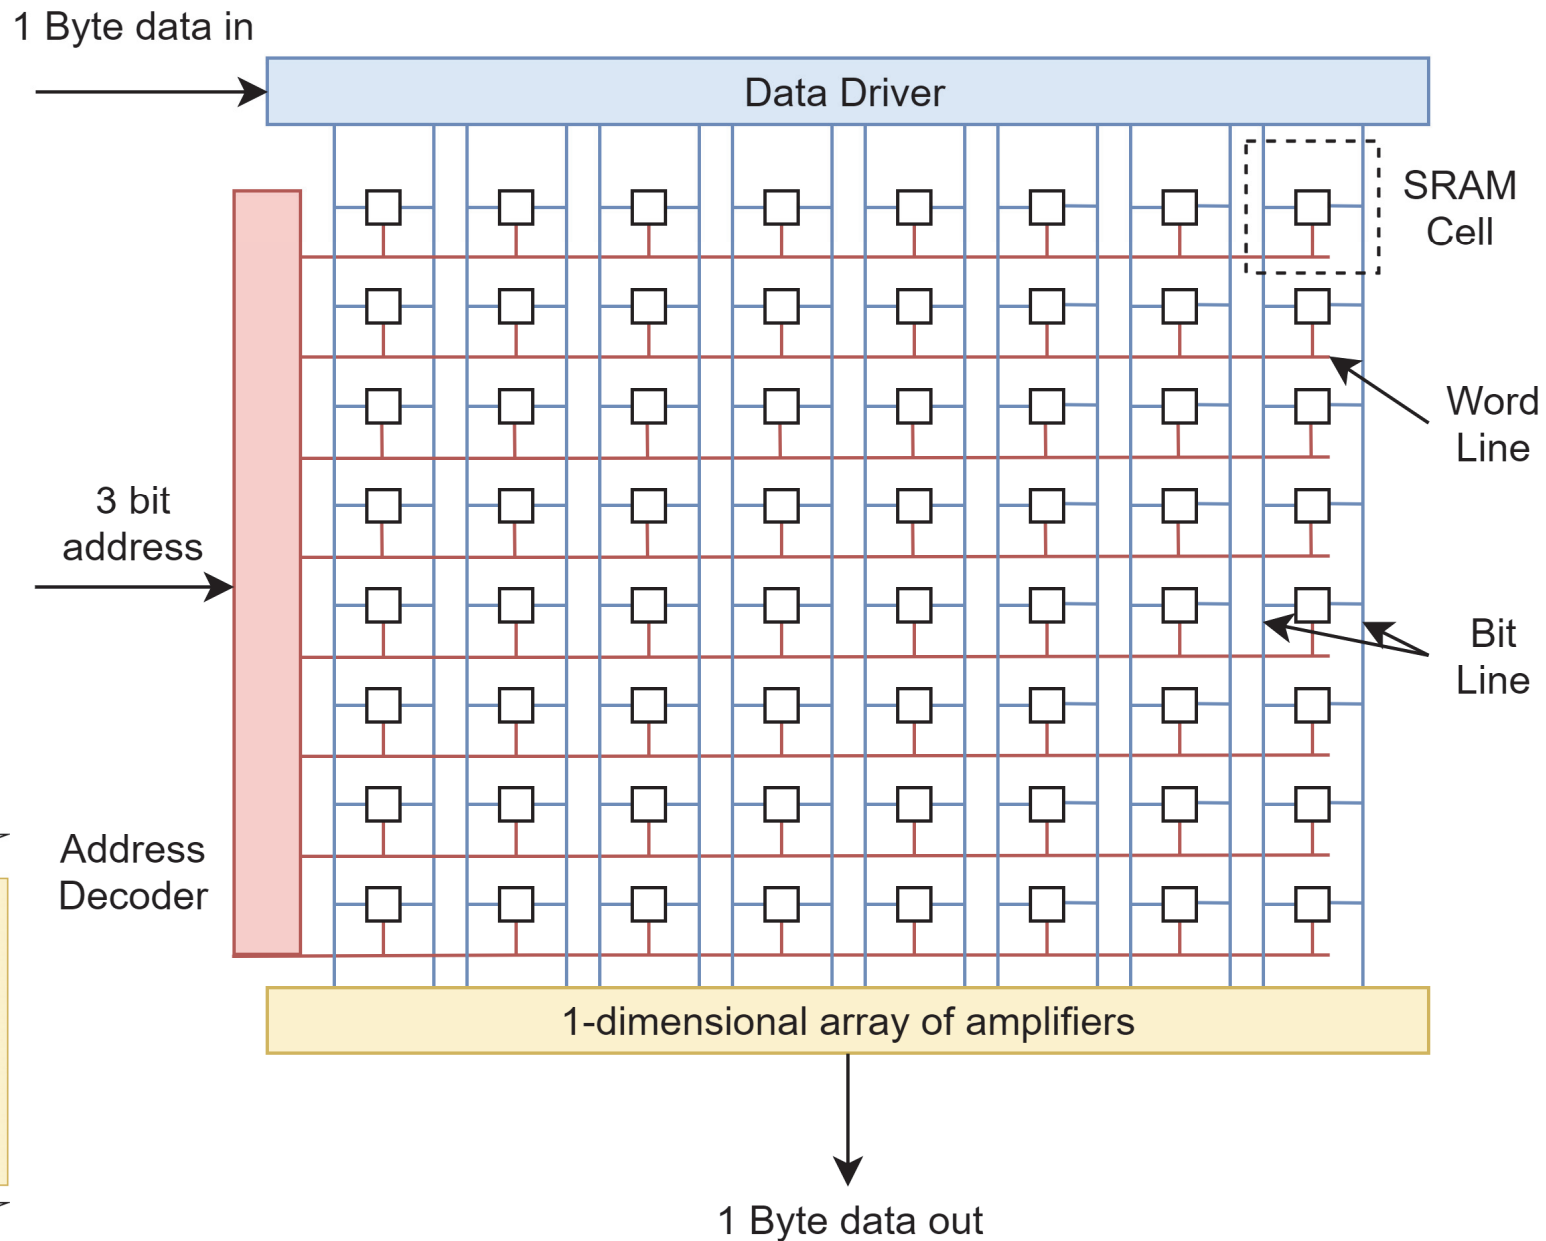 1 Byte data in
Data Driver
SRAM
Cell
Word
Line
3 bit
address
Bit
Line
Address
Decoder
1-dimensional array of amplifiers
1 Byte data out